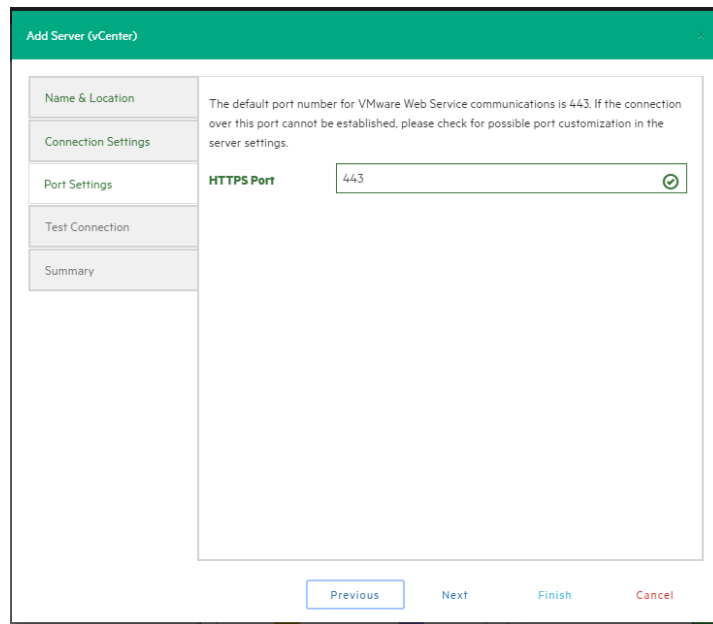 Add Server (vCenter)
Name & Location
Connection Settings
Port Settings
Test Connection
Summary
The default port number for VMware Web Service communications is 443. If the connection
over this port cannot be established, please check for possible port customization in the
server settings.
HTTPS Port 443
Previous Next Finish Cancel